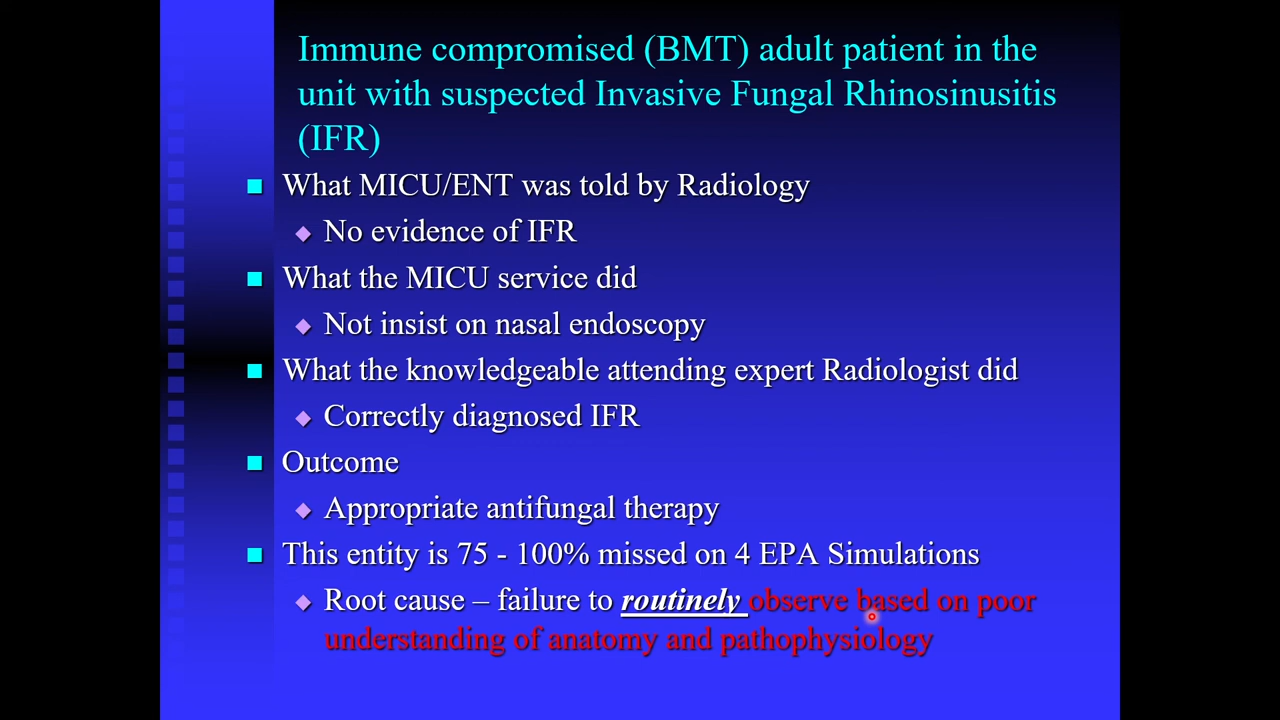 Immune compromised (BMT) adult patient in the
unit with suspected Invasive Fungal Rhinosinusitis
(IFR)
What MICU/ENT was told by Radiology
No evidence of IFR
What the MICU service did
Not insist on nasal endoscopy
What the knowledgeable attending expert Radiologist did
Correctly diagnosed IFR
Outcome
Appropriate antifungal therapy
This entity is 75 - 100% missed on 4 EPA Simulations
Root cause – failure to routinely observe based on poor
understanding of anatomy and pathophysiology